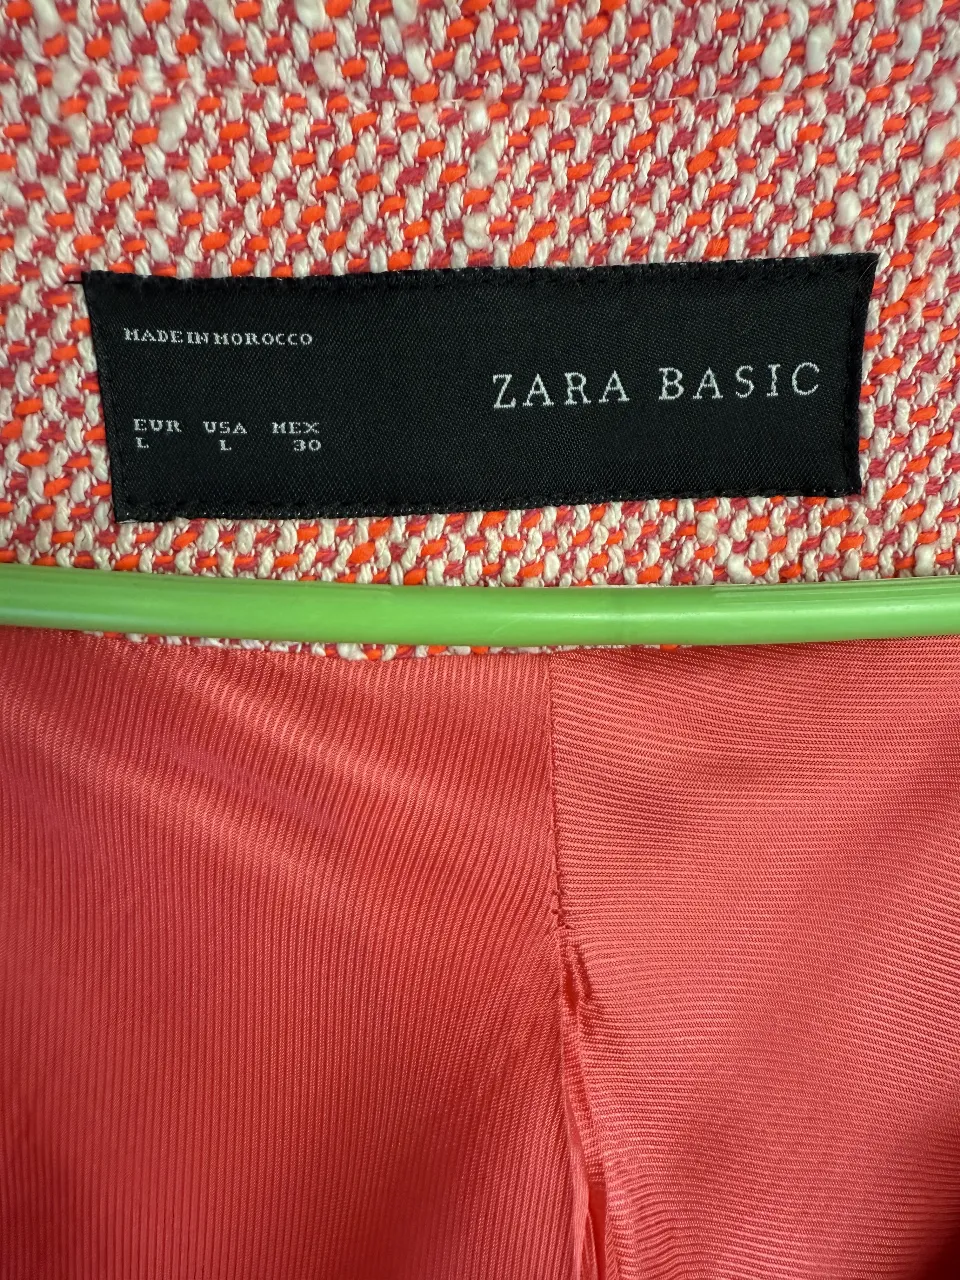 MADE IN MOROCCO
ZARA BASIC
EUR USA MEX
L L 30